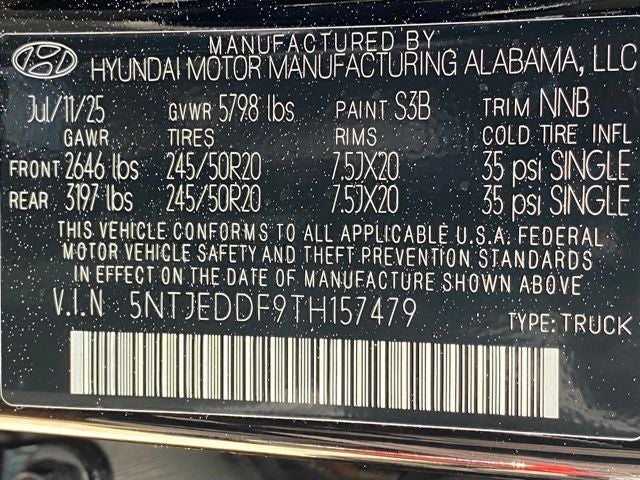 MANUFACTURED BY
HYUNDAI MOTOR MANUFACTURING ALABAMA, LLC
Jul/11/25 GVWR 5798 lbs PAINT S3B TRIM NNB
GAWR TIRES RIMS COLD TIRE INFL
FRONT 2646 lbs 245/50R20 7.5JX20 35 psi SINGLE
REAR 3197 lbs 245/50R20 7.5JX20 35 psi SINGLE
THIS VEHICLE CONFORMS TO ALL APPLICABLE U.S.A. FEDERAL
MOTOR VEHICLE SAFETY AND THEFT PREVENTION STANDARDS
IN EFFECT ON THE DATE OF MANUFACTURE SHOWN ABOVE
V.I.N 5NTJEDDF9TH157479 TYPE: TRUCK